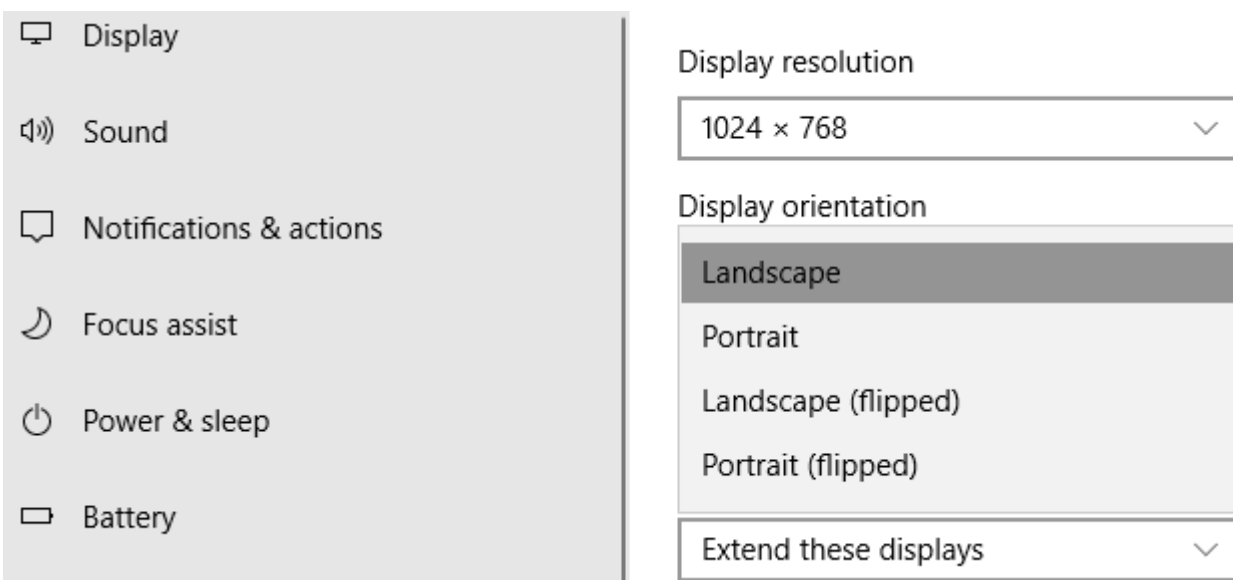 Display
Sound
Notifications & actions
Focus assist
Power & sleep
Battery
Display resolution
1024 × 768
Display orientation
Landscape
Portrait
Landscape (flipped)
Portrait (flipped)
Extend these displays